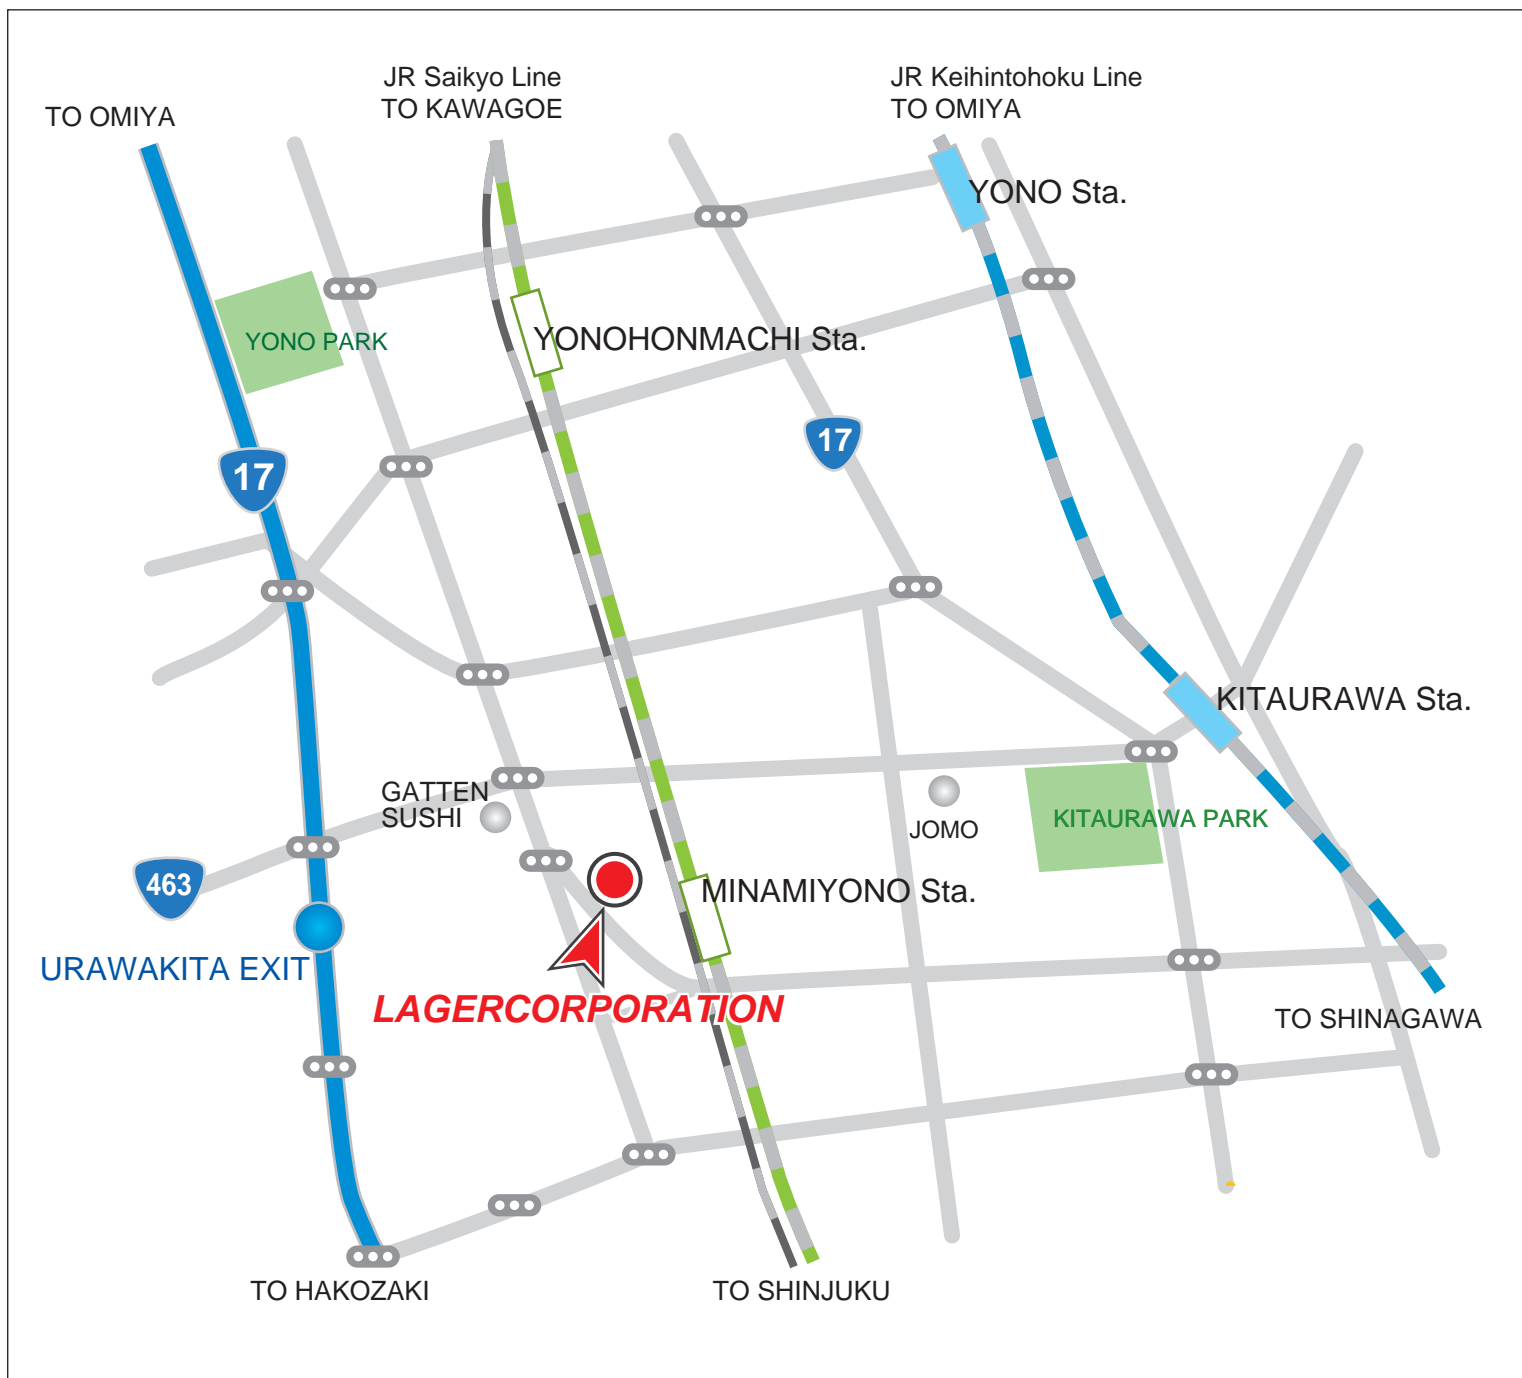 JR Saikyo Line
TO KAWAGOE
JR Keihintohoku Line
TO OMIYA
TO OMIYA
YONO Sta.
YONO PARK
YONOHONMACHI Sta.
17
17
KITAURAWA Sta.
GATTEN
SUSHI
JOMO
KITAURAWA PARK
463
MINAMIYONO Sta.
URAWAKITA EXIT
LAGERCORPORATION
TO SHINAGAWA
TO HAKOZAKI
TO SHINJUKU